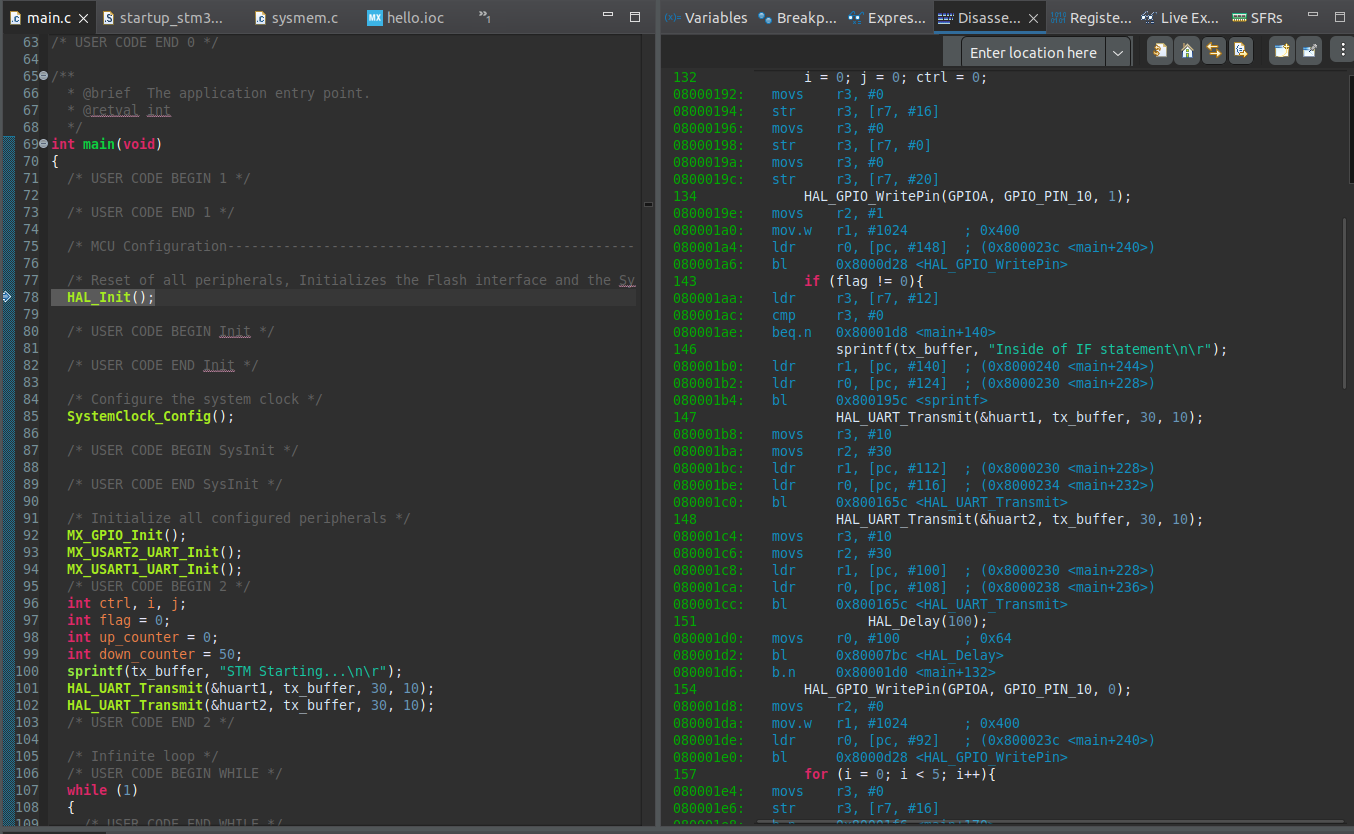 main.c
startup_stm3...
sysmem.c
MX hello.ioc
»1
63 /* USER CODE END 0 */
64
65 /**
66  * @brief  The application entry point.
67  * @retval int
68  */
69 int main(void)
70 {
71   /* USER CODE BEGIN 1 */
72
73   /* USER CODE END 1 */
74
75   /* MCU Configuration---------------------------------------------------
76
77   /* Reset of all peripherals, Initializes the Flash interface and the Sy
78   HAL_Init();
79
80   /* USER CODE BEGIN Init */
81
82   /* USER CODE END Init */
83
84   /* Configure the system clock */
85   SystemClock_Config();
86
87   /* USER CODE BEGIN SysInit */
88
89   /* USER CODE END SysInit */
90
91   /* Initialize all configured peripherals */
92   MX_GPIO_Init();
93   MX_USART2_UART_Init();
94   MX_USART1_UART_Init();
95   /* USER CODE BEGIN 2 */
96   int ctrl, i, j;
97   int flag = 0;
98   int up_counter = 0;
99   int down_counter = 50;
100   sprintf(tx_buffer, "STM Starting...\n\r");
101   HAL_UART_Transmit(&huart1, tx_buffer, 30, 10);
102   HAL_UART_Transmit(&huart2, tx_buffer, 30, 10);
103   /* USER CODE END 2 */
104
105   /* Infinite loop */
106   /* USER CODE BEGIN WHILE */
107   while (1)
108   {
109     /* USER CODE END WHILE */
(x)= Variables
Breakp...
Expres...
Disasse...
Registe...
Live Ex...
SFRs
Enter location here
132 i = 0; j = 0; ctrl = 0;
08000192: movs r3, #0
08000194: str r3, [r7, #16]
08000196: movs r3, #0
08000198: str r3, [r7, #0]
0800019a: movs r3, #0
0800019c: str r3, [r7, #20]
134 HAL_GPIO_WritePin(GPIOA, GPIO_PIN_10, 1);
0800019e: movs r2, #1
080001a0: mov.w r1, #1024 ; 0x400
080001a4: ldr r0, [pc, #148] ; (0x800023c <main+240>)
080001a6: bl 0x8000d28 <HAL_GPIO_WritePin>
143 if (flag != 0){
080001aa: ldr r3, [r7, #12]
080001ac: cmp r3, #0
080001ae: beq.n 0x80001d8 <main+140>
146 sprintf(tx_buffer, "Inside of IF statement\n\r");
080001b0: ldr r1, [pc, #140] ; (0x8000240 <main+244>)
080001b2: ldr r0, [pc, #124] ; (0x8000230 <main+228>)
080001b4: bl 0x800195c <sprintf>
147 HAL_UART_Transmit(&huart1, tx_buffer, 30, 10);
080001b8: movs r3, #10
080001ba: movs r2, #30
080001bc: ldr r1, [pc, #112] ; (0x8000230 <main+228>)
080001be: ldr r0, [pc, #116] ; (0x8000234 <main+232>)
080001c0: bl 0x800165c <HAL_UART_Transmit>
148 HAL_UART_Transmit(&huart2, tx_buffer, 30, 10);
080001c4: movs r3, #10
080001c6: movs r2, #30
080001c8: ldr r1, [pc, #100] ; (0x8000230 <main+228>)
080001ca: ldr r0, [pc, #108] ; (0x8000238 <main+236>)
080001cc: bl 0x800165c <HAL_UART_Transmit>
151 HAL_Delay(100);
080001d0: movs r0, #100 ; 0x64
080001d2: bl 0x80007bc <HAL_Delay>
080001d6: b.n 0x80001d0 <main+132>
154 HAL_GPIO_WritePin(GPIOA, GPIO_PIN_10, 0);
080001d8: movs r2, #0
080001da: mov.w r1, #1024 ; 0x400
080001de: ldr r0, [pc, #92] ; (0x800023c <main+240>)
080001e0: bl 0x8000d28 <HAL_GPIO_WritePin>
157 for (i = 0; i < 5; i++){
080001e4: movs r3, #0
080001e6: str r3, [r7, #16]
080001e8: b.n 0x80001f6 <main+170>